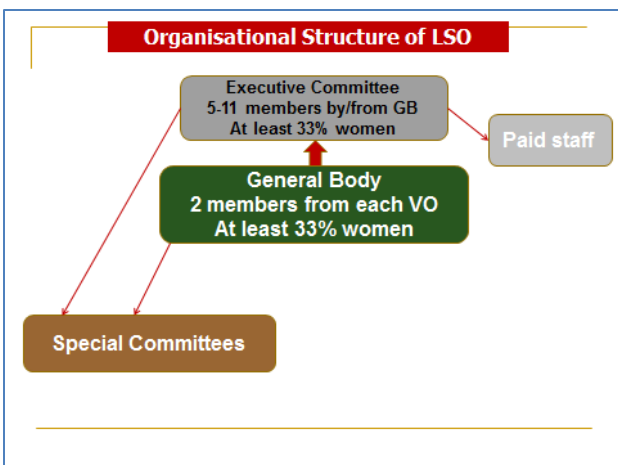 Organisational Structure of LSO
Executive Committee
5-11 members by/from GB
At least 33% women
Paid staff
General Body
2 members from each VO
At least 33% women
Special Committees